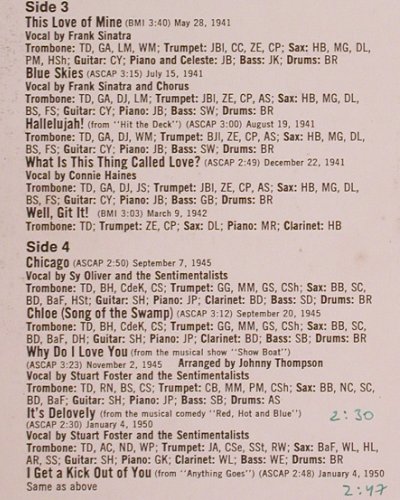 Side 3
This Love of Mine (BMI 3:40) May 28, 1941
Vocal by Frank Sinatra
Trombone: TD, GA, LM, WM; Trumpet: JBI, CC, ZE, CP; Sax: HB, MG, DL,
PM, HSh; Guitar: CY; Piano and Celeste: JB; Bass: JK; Drums: BR
Blue Skies (ASCAP 3:15) July 15, 1941
Vocal by Frank Sinatra and Chorus
Trombone: TD, GA, DJ, LM; Trumpet: JBI, ZE, CP, AS; Sax: HB, MG, DL,
BS, FS; Guitar: CY; Piano: JB; Bass: SW; Drums: BR
Hallelujah! (from "Hit the Deck") (ASCAP 3:00) August 19, 1941
Trombone: TD, GA, DJ, WM; Trumpet: BJI, ZE, CP, AS; Sax: HB, MG, DL,
BS, FS; Guitar: CY; Piano: JB; Bass: SW; Drums: BR
What Is This Thing Called Love? (ASCAP 2:49) December 22, 1941
Vocal by Connie Haines
Trombone: TD, GA, DJ, JS; Trumpet: JBI, ZE, CP, AS; Sax: HB, MG, DL,
BS, FS; Guitar: CY; Piano: JB; Bass: GB; Drums: BR
Well, Git It! (BMI 3:03) March 9, 1942
Trombone: TD; Trumpet: ZE, CP; Sax: DL; Piano: MR; Clarinet: HB
Side 4
Chicago (ASCAP 2:50) September 7, 1945
Vocal by Sy Oliver and the Sentimentalists
Trombone: TD, BH, CdeK, CS; Trumpet: GG, MM, GS, CSh; Sax: BB, SC,
BD, BaF, HSt; Guitar: SH; Piano: JP; Clarinet: BD; Bass: SD; Drums: BR
Chloe (Song of the Swamp) (ASCAP 3:12) September 20, 1945
Trombone: TD, BH, CdeK, CS; Trumpet: GG, MM, GS, CSh; Sax: BB, SC,
BD, BaF, DH; Guitar: SH; Piano: JP; Clarinet: BD; Bass: SB; Drums: BR
Why Do I Love You (from the musical show "Show Boat")
(ASCAP 3:23) November 2, 1945 Arranged by Johnny Thompson
Vocal by Stuart Foster and the Sentimentalists
Trombone: TD, RN, BS, CS; Trumpet: CB, MM, PM, CSh; Sax: BB, NC, SC,
BD, BaF; Guitar: SH; Piano: JP; Bass: SB; Drums: AS
It's Delovely (from the musical comedy "Red, Hot and Blue") 2:30
(ASCAP 2:30) January 4, 1950
Vocal by Stuart Foster and the Sentimentalists
Trombone: TD, AC, ND, WP; Trumpet: JA, CSe, SSt, RW; Sax: BaF, WL, HL,
AR, SS; Guitar: SH; Piano: GK; Clarinet: WL; Bass: WE; Drums: BR
I Get a Kick Out of You (from "Anything Goes") (ASCAP 2:48) January 4, 1950
Same as above 2:47